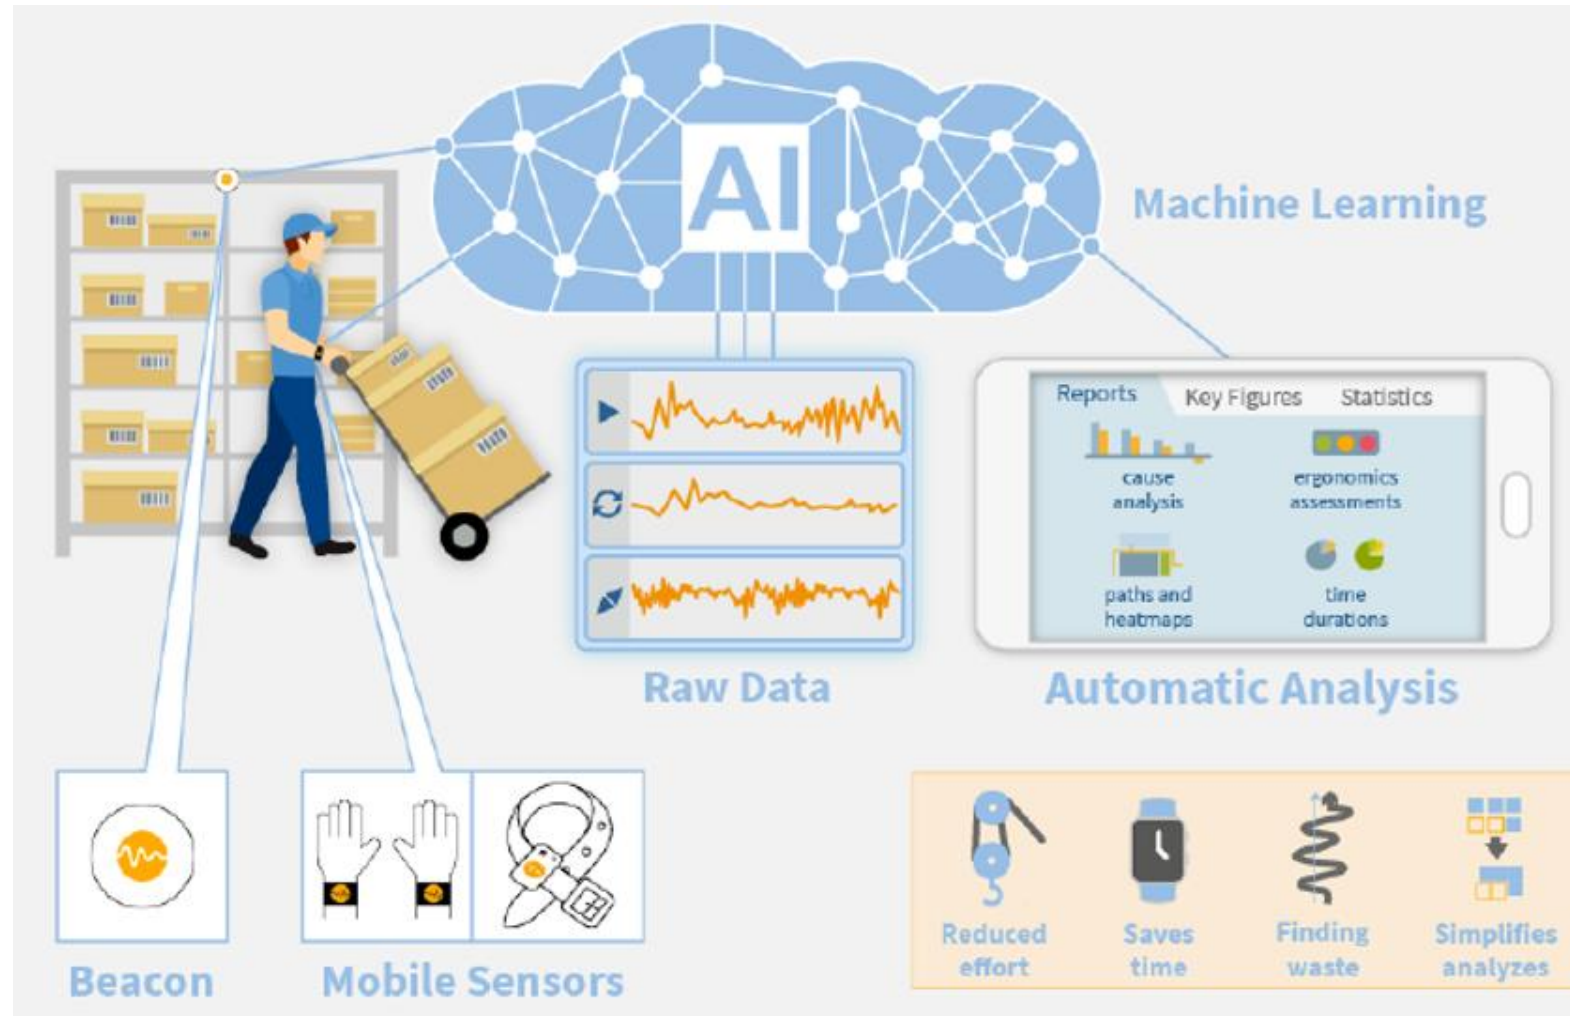 AI
Machine Learning
Reports
Key Figures
Statistics
cause
analysis
ergonomics
assessments
paths and
heatmaps
time
durations
Raw Data
Automatic Analysis
Beacon
Mobile Sensors
Reduced
effort
Saves
time
Finding
waste
Simplifies
analyzes